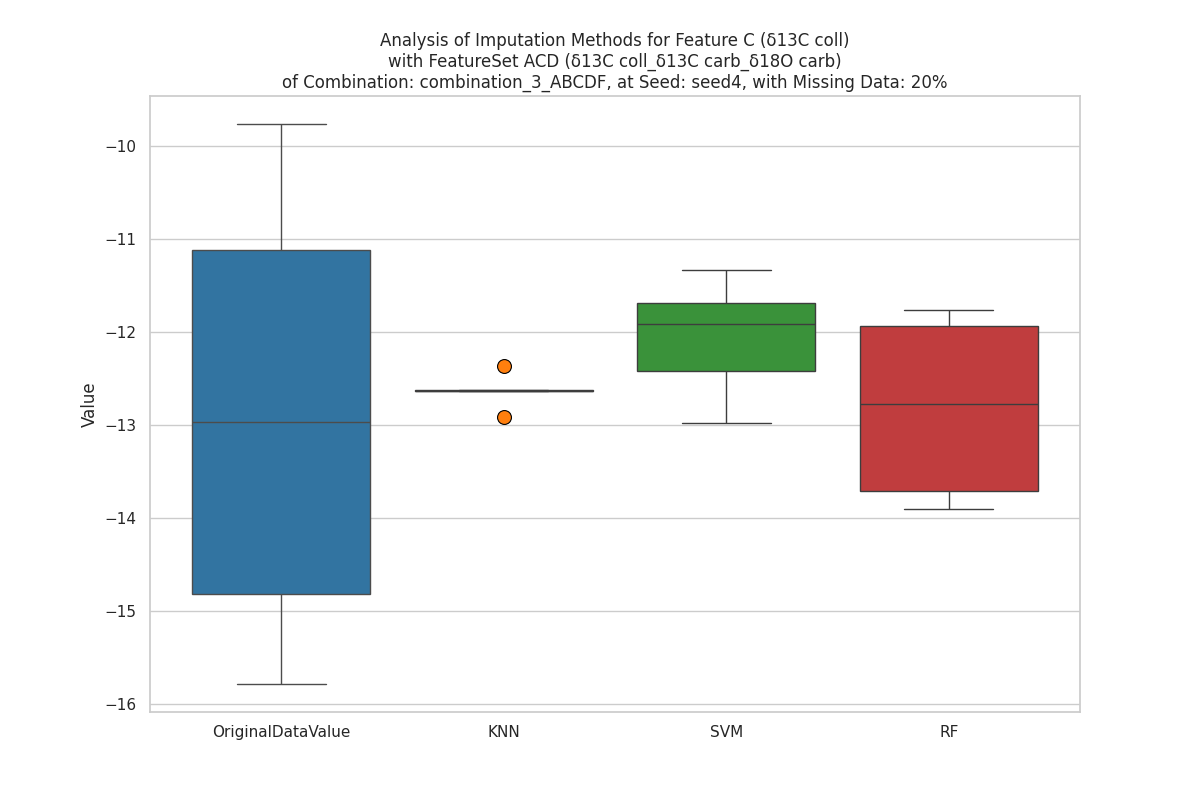 Analysis of Imputation Methods for Feature C (δ13C coll)
with FeatureSet ACD (δ13C coll_δ13C carb_δ18O carb)
of Combination: combination_3_ABCDF, at Seed: seed4, with Missing Data: 20%
Value
−10
−11
−12
−13
−14
−15
−16
OriginalDataValue
KNN
SVM
RF